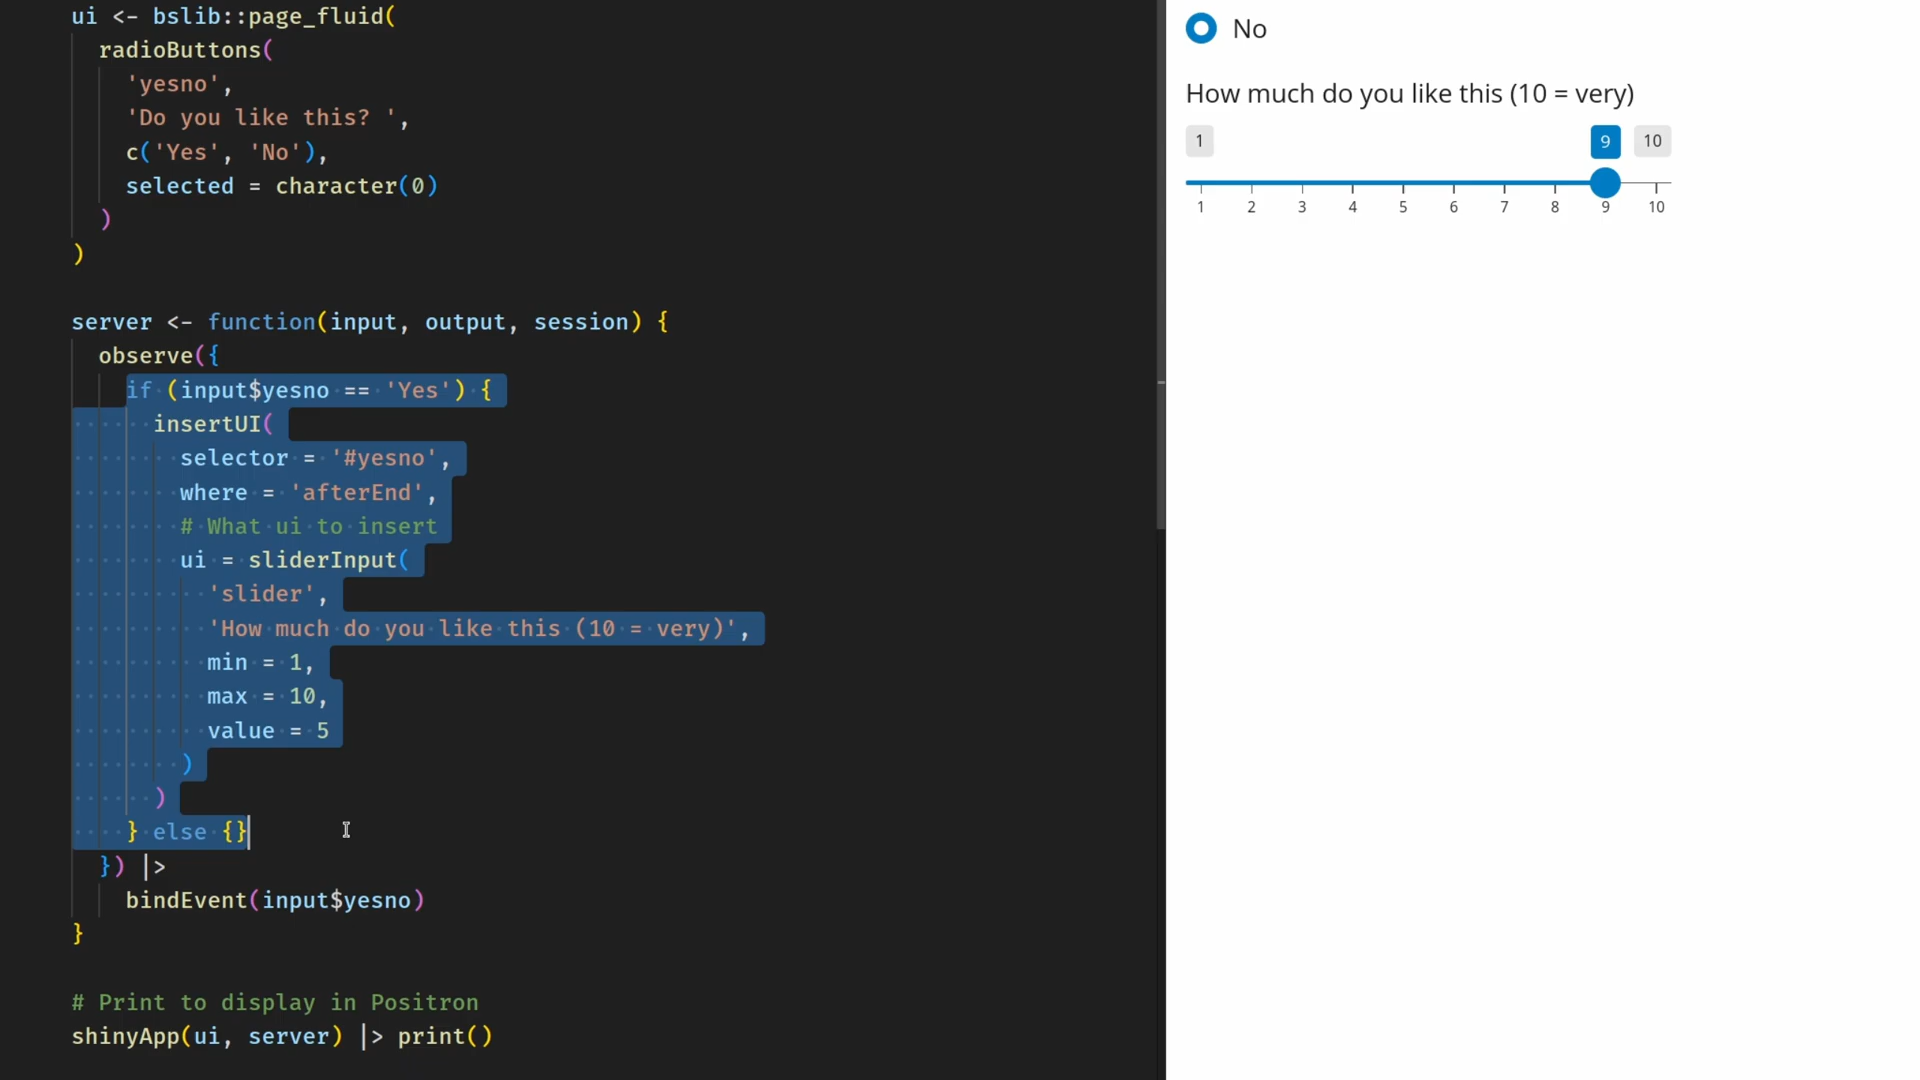 ui <- bslib::page_fluid(
radioButtons(
'yesno',
'Do you like this? ',
c('Yes', 'No'),
selected = character(0)
)
)
server <- function(input, output, session) {
observe({
if (input$yesno == 'Yes') {
insertUI(
selector = '#yesno',
where = 'afterEnd',
# What ui to insert
ui = sliderInput(
'slider',
'How much do you like this (10 = very)',
min = 1,
max = 10,
value = 5
)
)
} else {}
}) |>
bindEvent(input$yesno)
}
# Print to display in Positron
shinyApp(ui, server) |> print()
No
How much do you like this (10 = very)
1 9 10
1 2 3 4 5 6 7 8 9 10